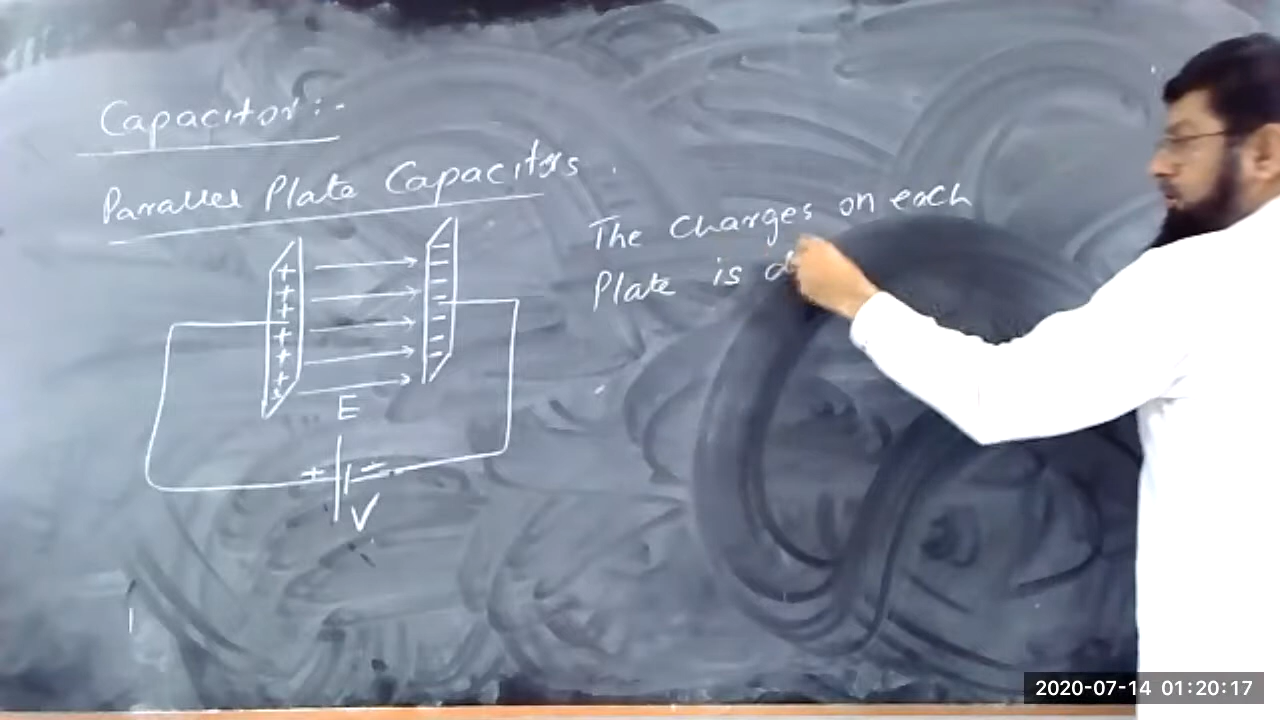 Capacitor:-
Parallel Plate Capacitors.
The Charges on each
Plate is d
+
+
+
+
+
+
E
+ -
V
2020-07-14 01:20:17